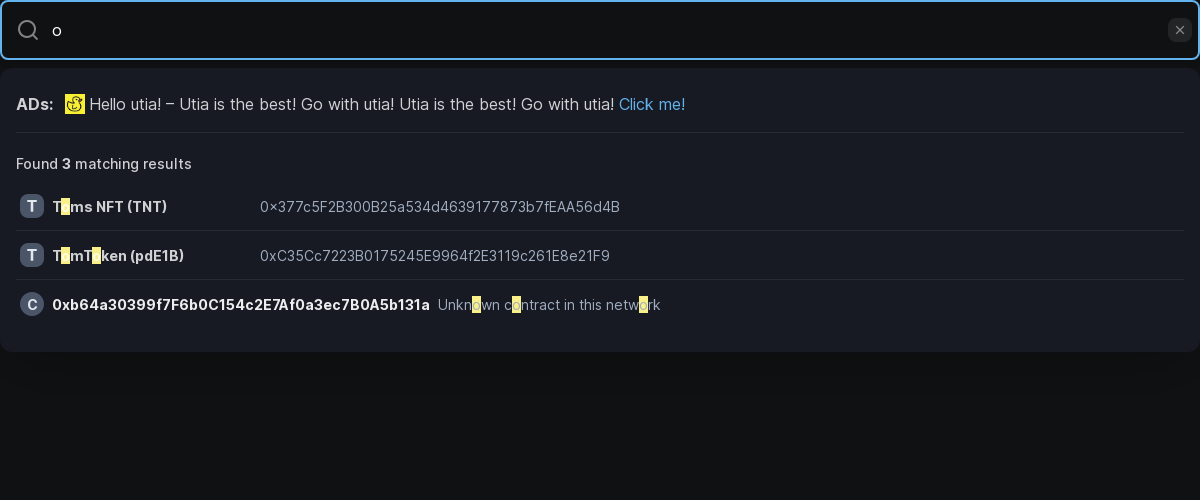 o
ADs: Hello utia! – Utia is the best! Go with utia! Utia is the best! Go with utia! Click me!
Found 3 matching results
T Toms NFT (TNT) 0x377c5F2B300B25a534d4639177873b7fEAA56d4B
T TomToken (pdE1B) 0xC35Cc7223B0175245E9964f2E3119c261E8e21F9
C 0xb64a30399f7F6b0C154c2E7Af0a3ec7B0A5b131a Unknown contract in this network